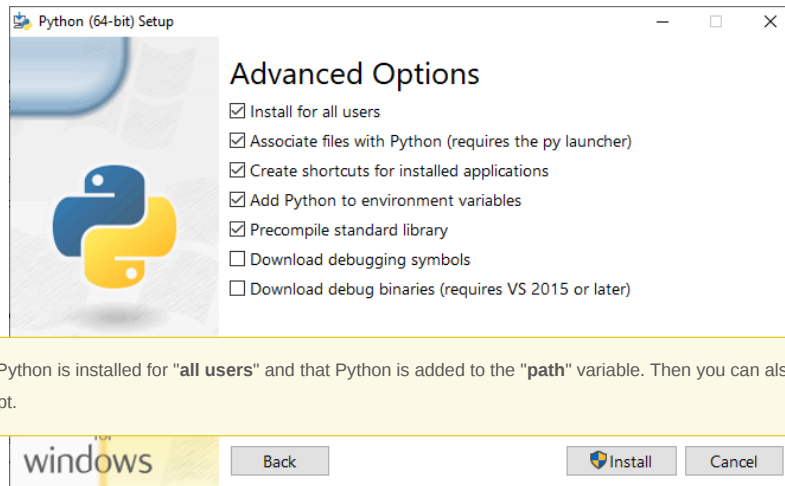 Python (64-bit) Setup
Advanced Options
Install for all users
Associate files with Python (requires the py launcher)
Create shortcuts for installed applications
Add Python to environment variables
Precompile standard library
Download debugging symbols
Download debug binaries (requires VS 2015 or later)
Python is installed for "all users" and that Python is added to the "path" variable. Then you can als
pt.
windows
Back
Install
Cancel